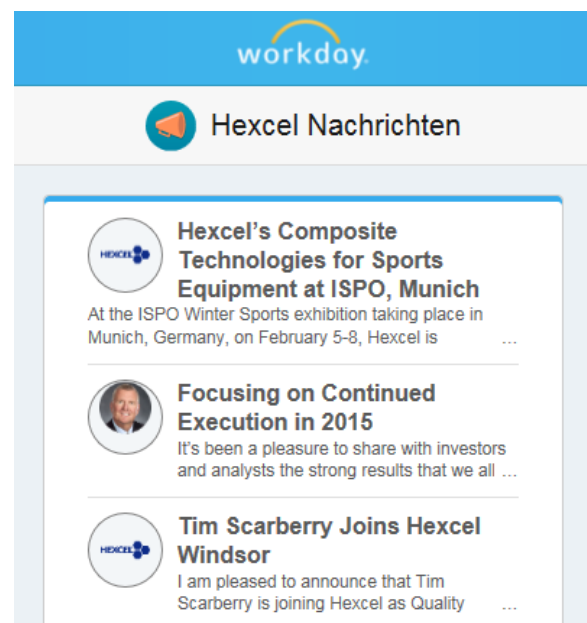 workday.
Hexcel Nachrichten
HEXCEL
Hexcel’s Composite
Technologies for Sports
Equipment at ISPO, Munich
At the ISPO Winter Sports exhibition taking place in
Munich, Germany, on February 5-8, Hexcel is ...
Focusing on Continued
Execution in 2015
It's been a pleasure to share with investors
and analysts the strong results that we all ...
HEXCEL
Tim Scarberry Joins Hexcel
Windsor
I am pleased to announce that Tim
Scarberry is joining Hexcel as Quality ...